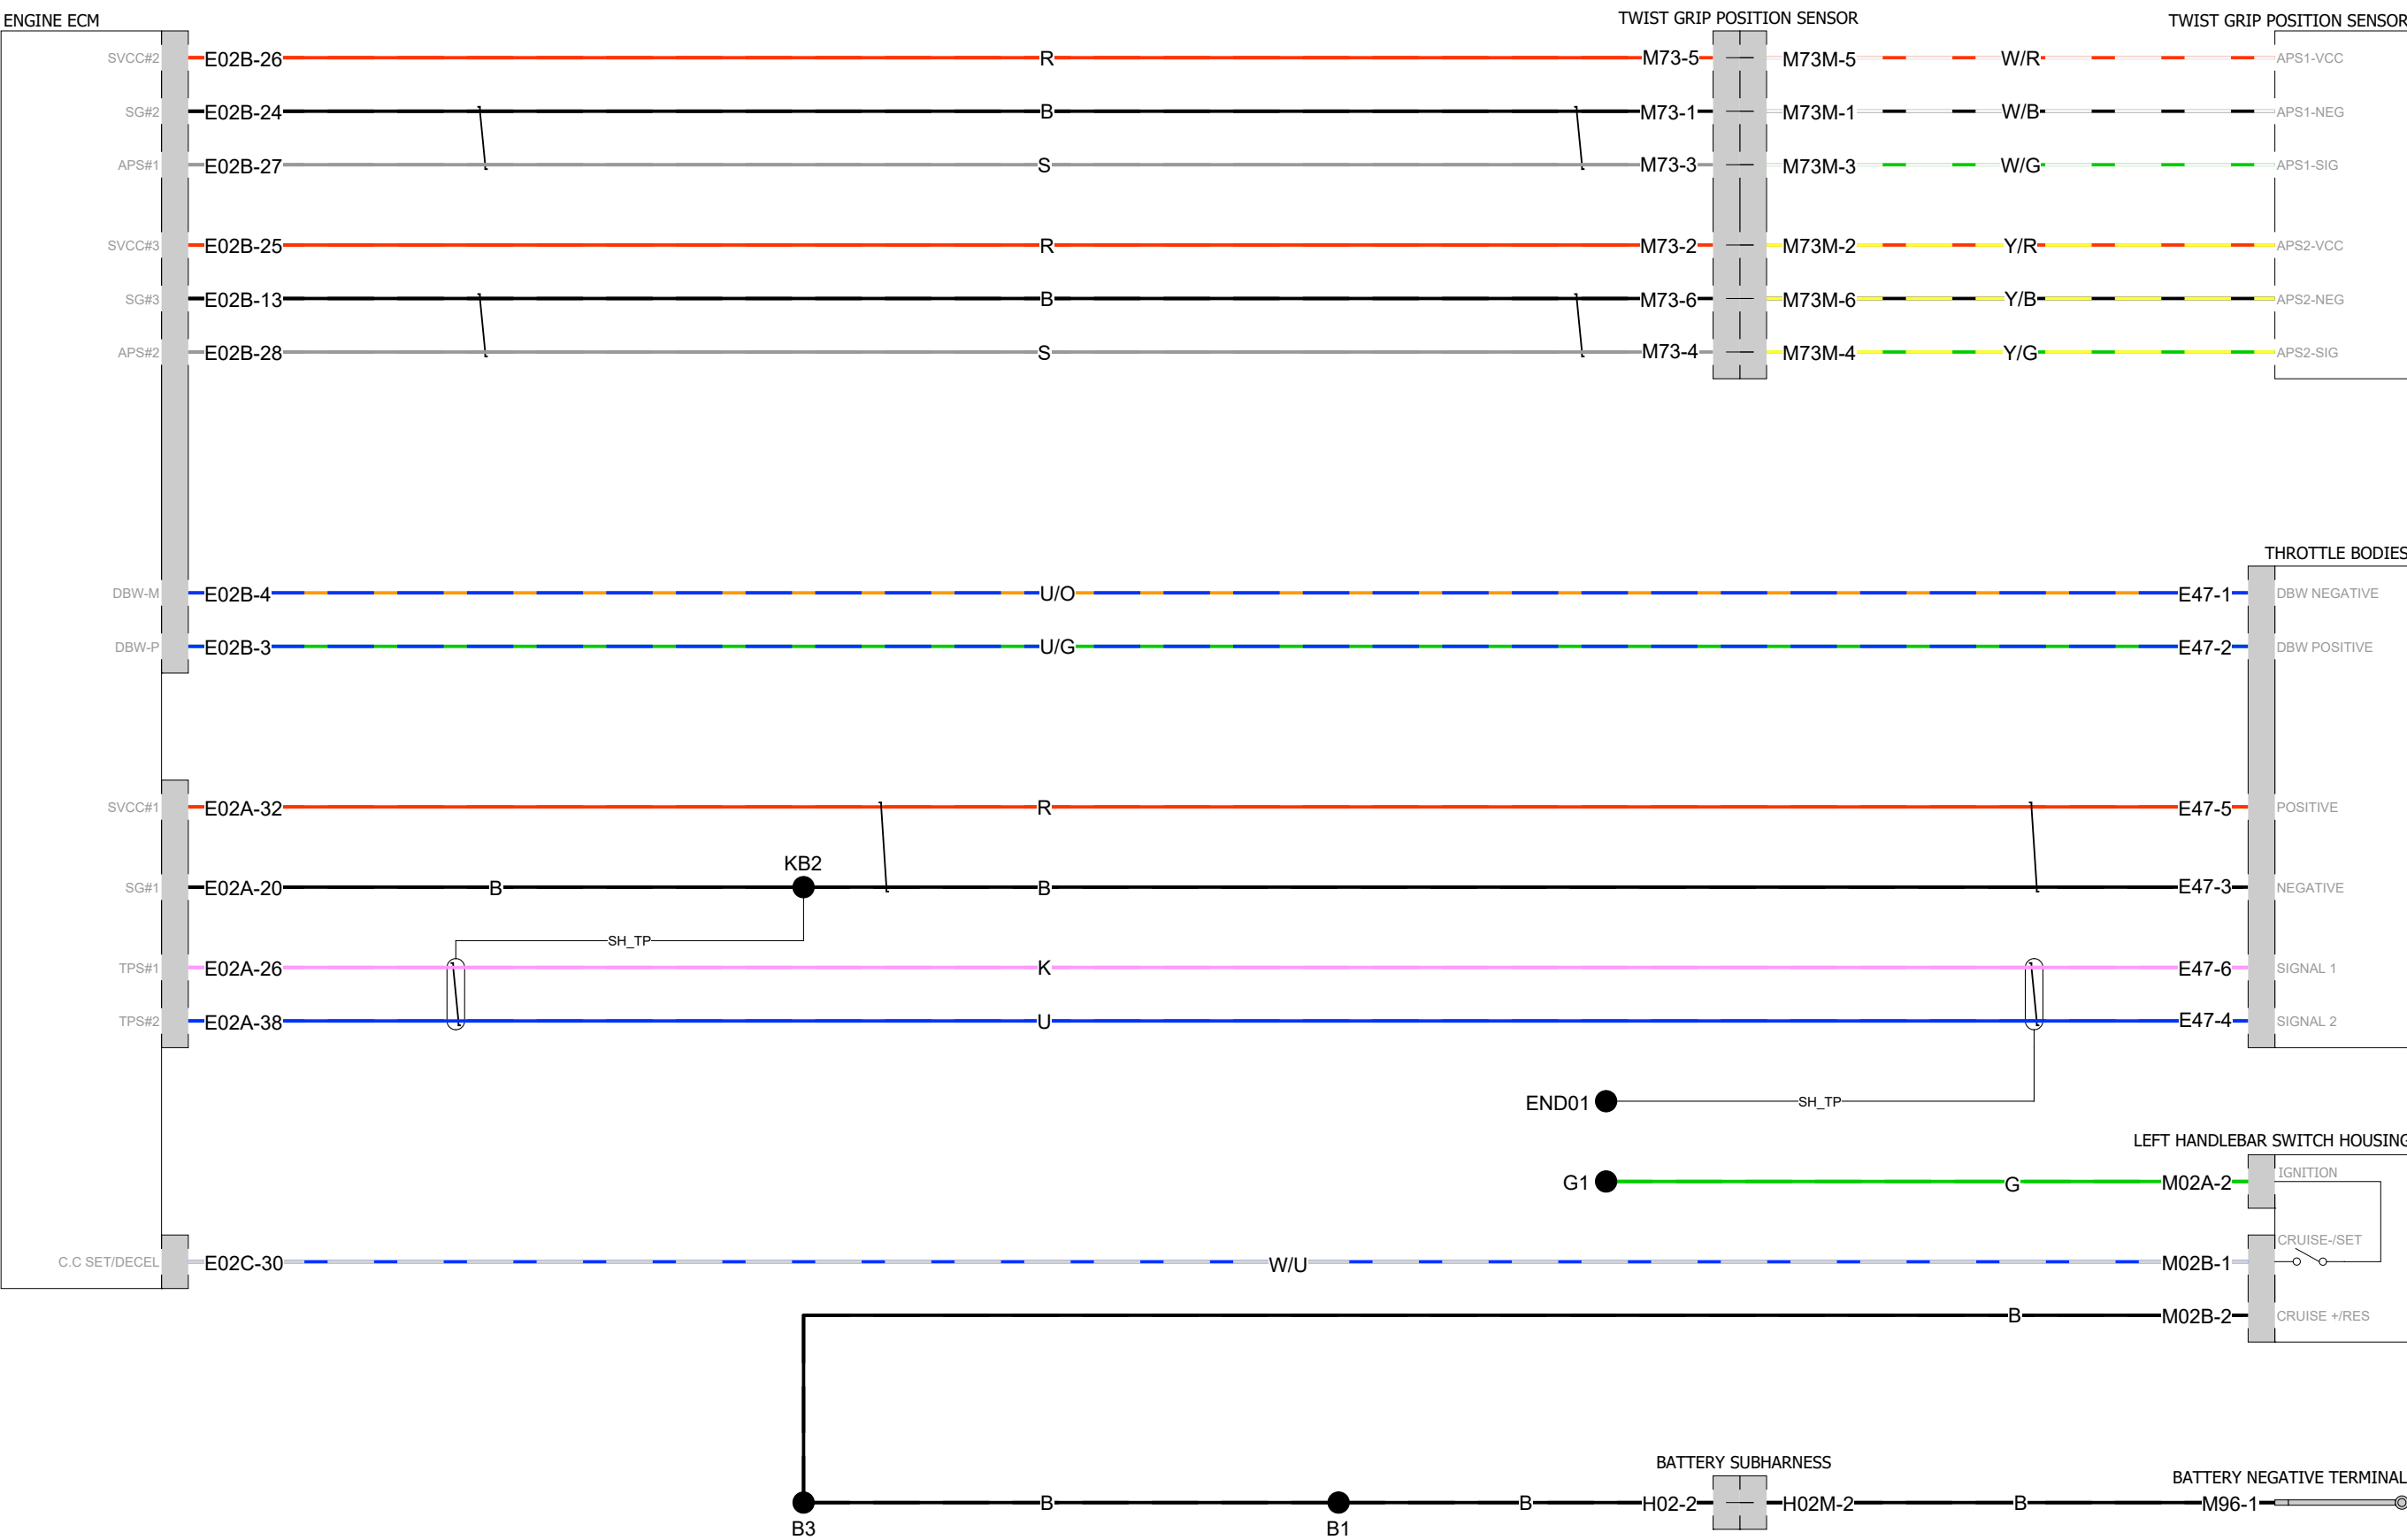 ENGINE ECM
TWIST GRIP POSITION SENSOR
TWIST GRIP POSITION SENSOR
SVCC#2 E02B-26 R M73-5 M73M-5 W/R APS1-VCC
SG#2 E02B-24 B M73-1 M73M-1 W/B APS1-NEG
APS#1 E02B-27 S M73-3 M73M-3 W/G APS1-SIG
SVCC#3 E02B-25 R M73-2 M73M-2 Y/R APS2-VCC
SG#3 E02B-13 B M73-6 M73M-6 Y/B APS2-NEG
APS#2 E02B-28 S M73-4 M73M-4 Y/G APS2-SIG
THROTTLE BODIES
DBW-M E02B-4 U/O E47-1 DBW NEGATIVE
DBW-P E02B-3 U/G E47-2 DBW POSITIVE
SVCC#1 E02A-32 R E47-5 POSITIVE
KB2
SG#1 E02A-20 B B E47-3 NEGATIVE
SH_TP
TPS#1 E02A-26 K E47-6 SIGNAL 1
TPS#2 E02A-38 U E47-4 SIGNAL 2
END01 SH_TP
LEFT HANDLEBAR SWITCH HOUSING
G1 G M02A-2 IGNITION
CRUISE-/SET
C.C SET/DECEL E02C-30 W/U M02B-1
B M02B-2 CRUISE +/RES
BATTERY SUBHARNESS
BATTERY NEGATIVE TERMINAL
B B H02-2 H02M-2 B M96-1
B3 B1